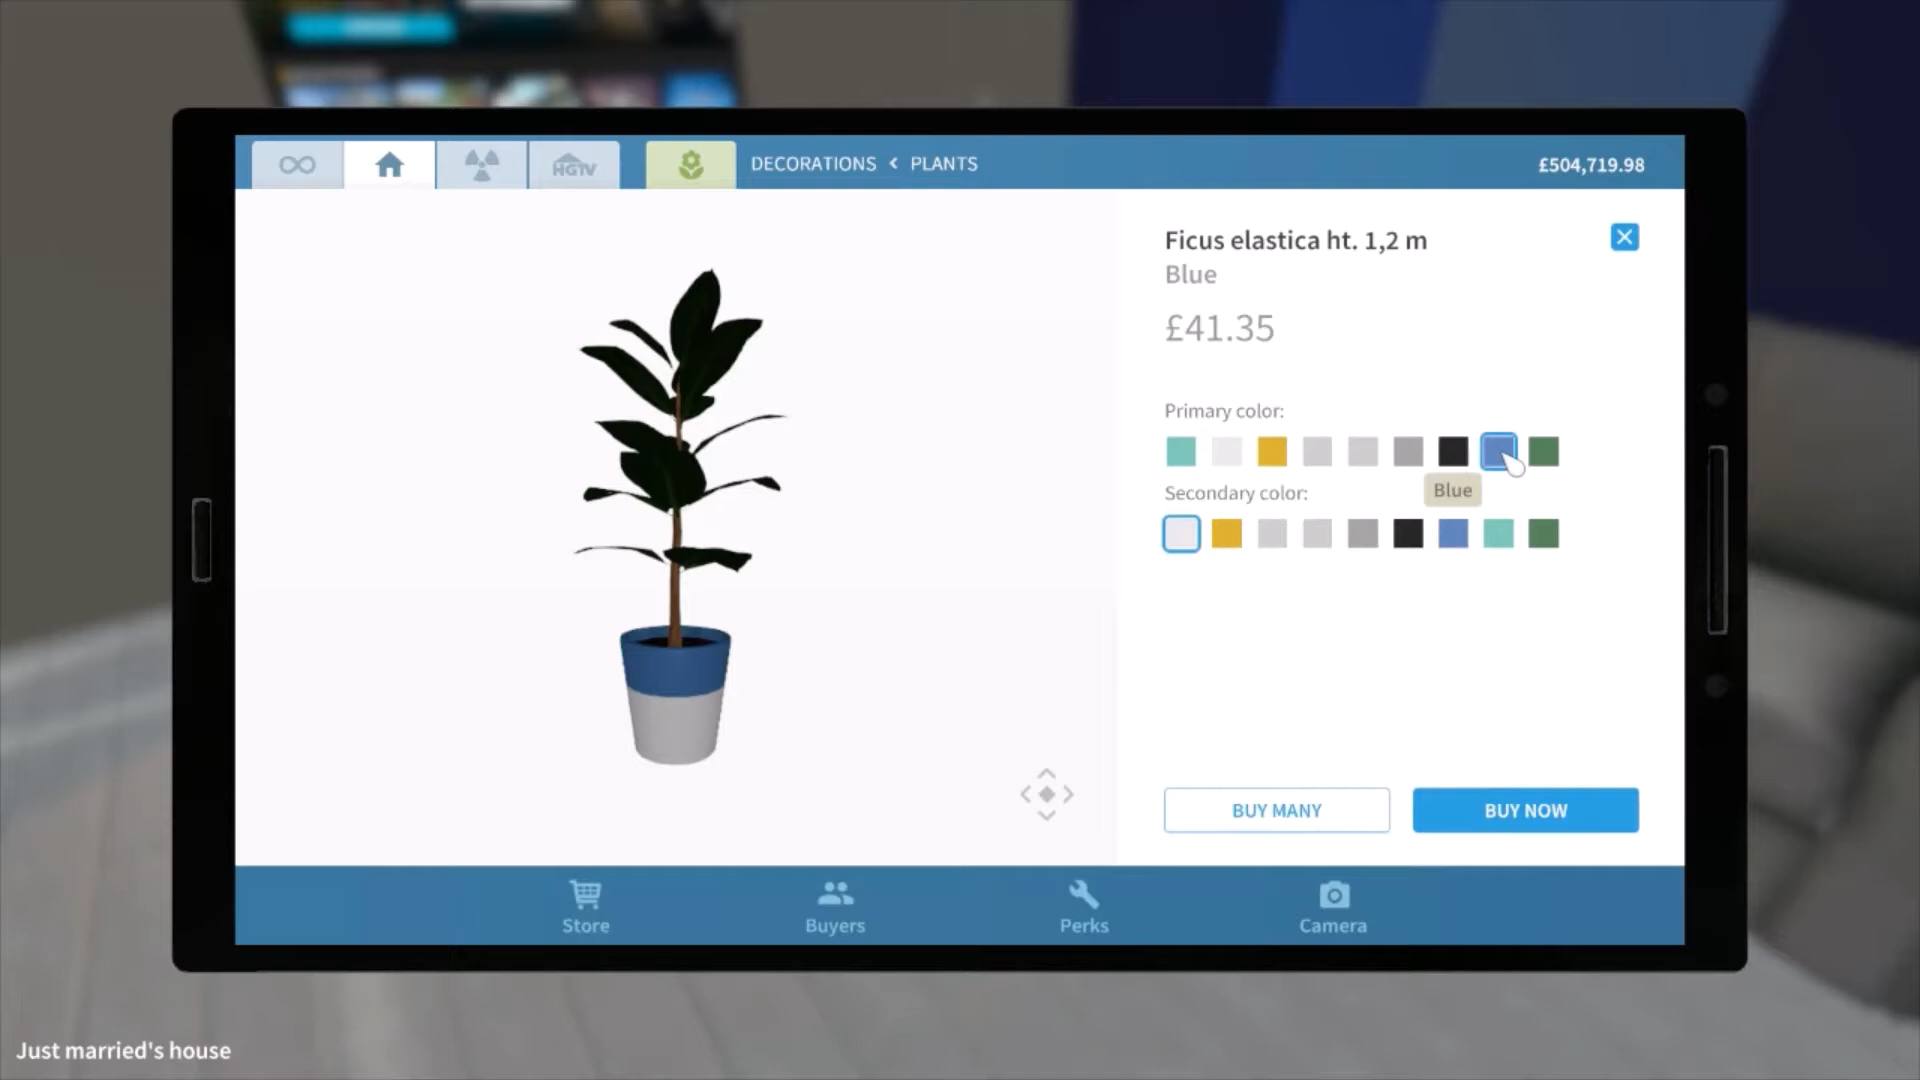 HGTV
DECORATIONS < PLANTS
£504,719.98
Ficus elastica ht. 1,2 m
Blue
£41.35
Primary color:
Blue
Secondary color:
BUY MANY
BUY NOW
Store
Buyers
Perks
Camera
Just married's house